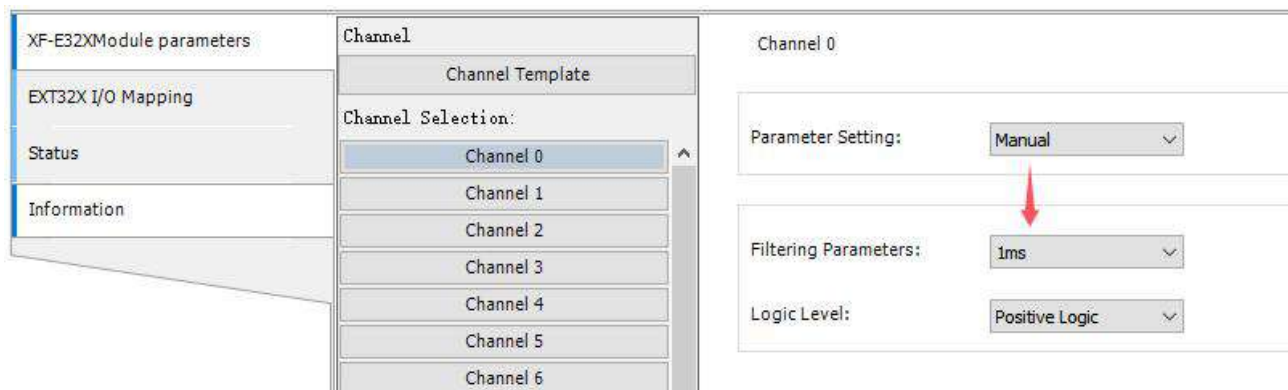 XF-E32XModule parameters
EXT32X I/O Mapping
Status
Information
Channel
Channel Template
Channel Selection:
Channel 0
Channel 1
Channel 2
Channel 3
Channel 4
Channel 5
Channel 6
Channel 0
Parameter Setting:
Manual
Filtering Parameters:
1ms
Logic Level:
Positive Logic